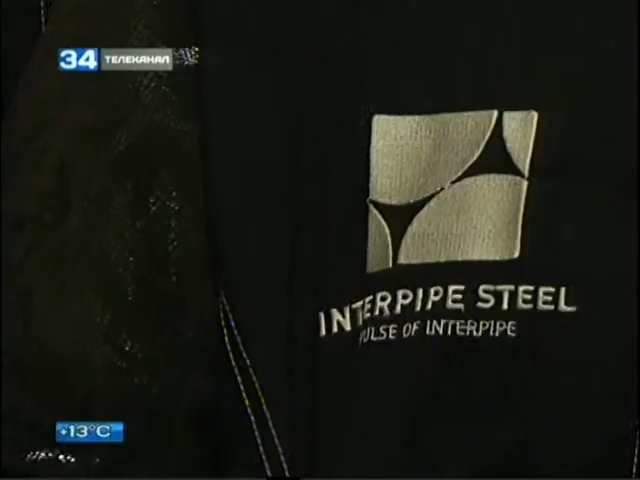 34 ТЕЛЕКАНАЛ
INTERPIPE STEEL
PULSE OF INTERPIPE
+13°C